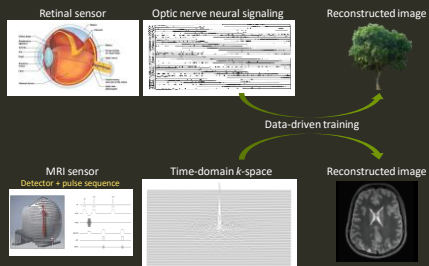 Retinal sensor
Optic nerve neural signaling
Reconstructed image
Data-driven training
MRI sensor
Detector + pulse sequence
Time-domain k-space
Reconstructed image